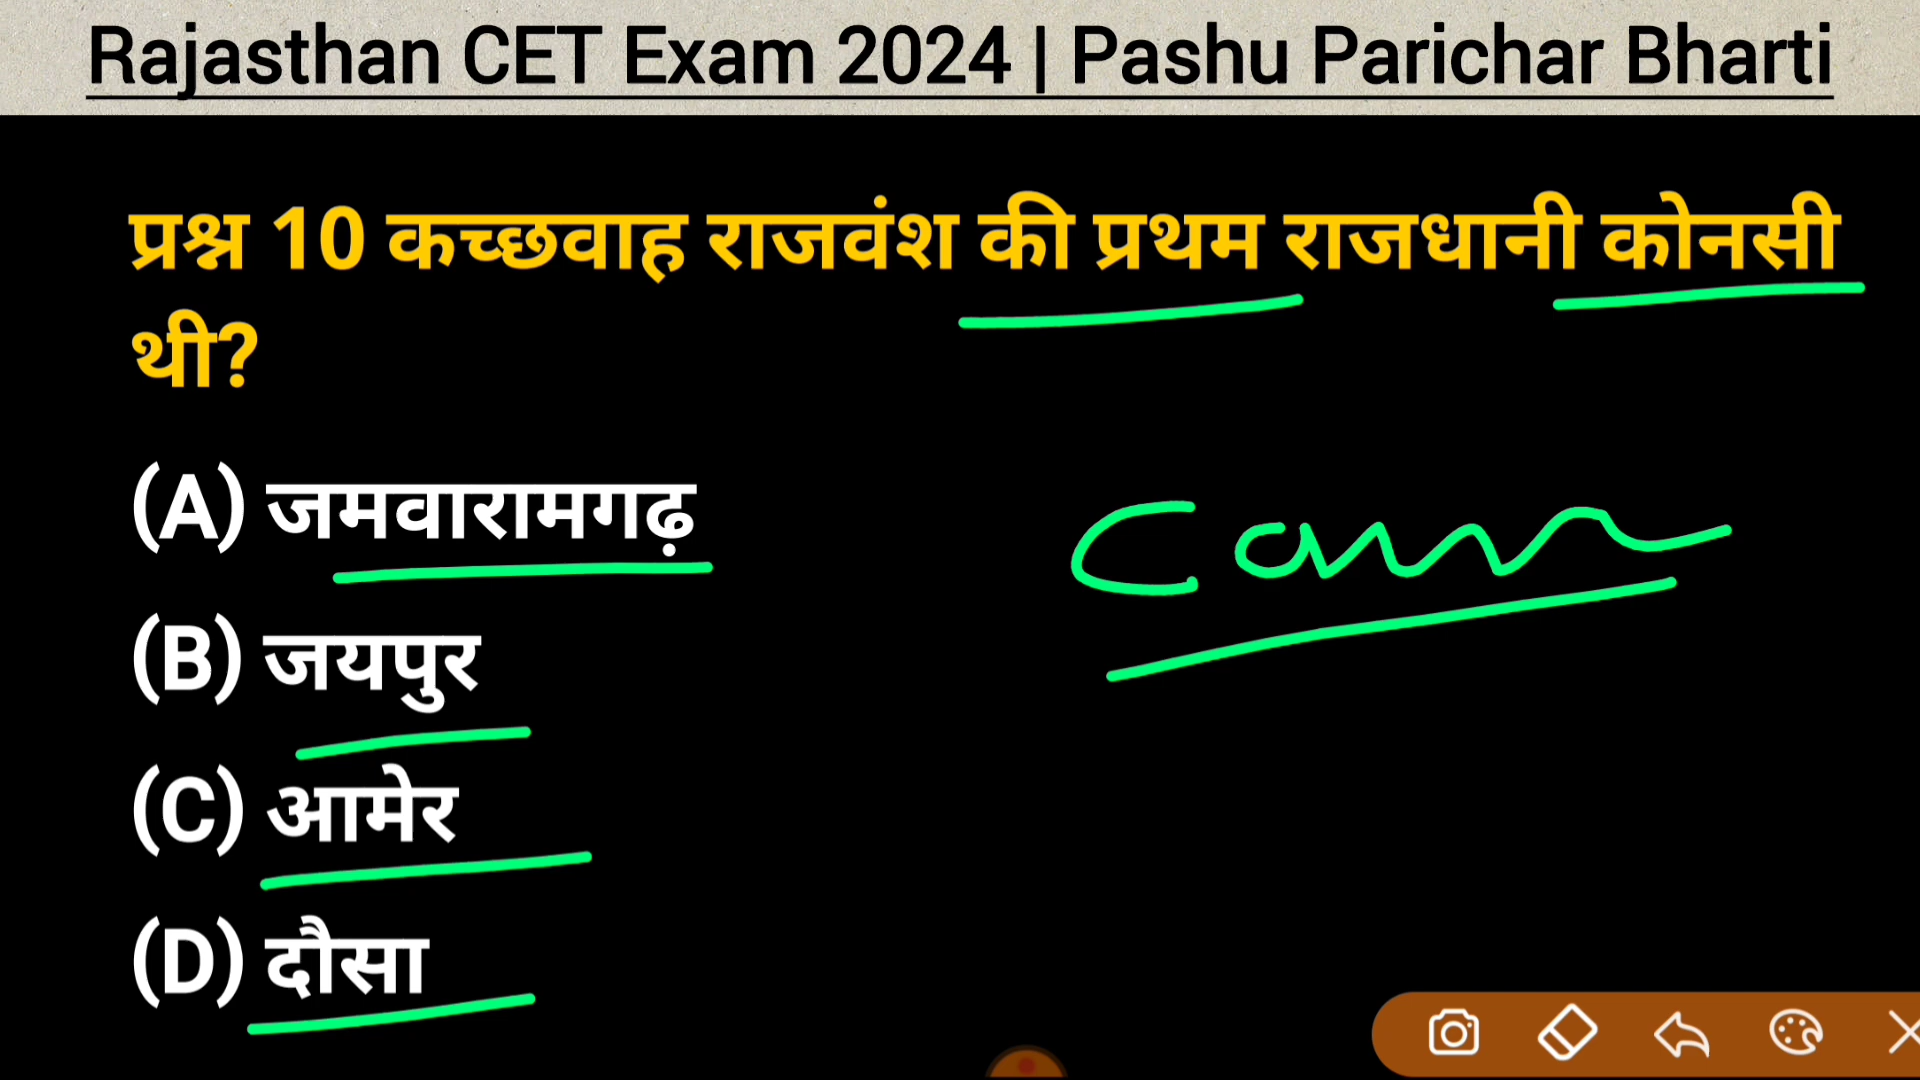 Rajasthan CET Exam 2024 | Pashu Parichar Bharti
प्रश्न 10 कच्छवाह राजवंश की प्रथम राजधानी कोनसी
थी?
(A) जमवारामगढ़
(B) जयपुर
(C) आमेर
(D) दौसा